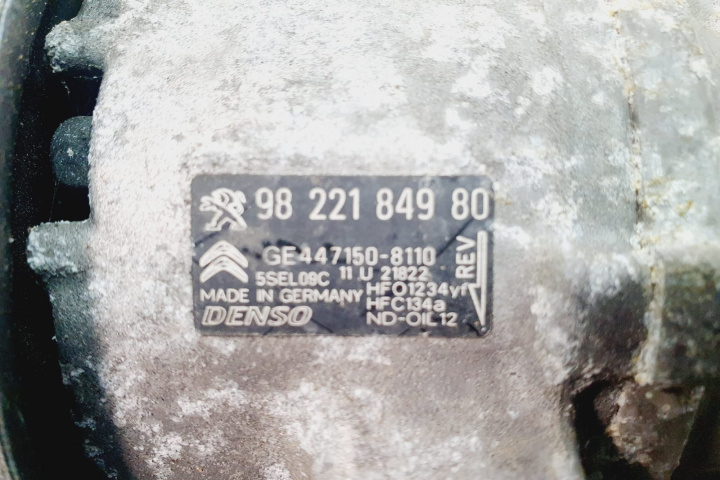 98 221 849 80
GE447150-8110
5SEL09C 11 U 21822
MADE IN GERMANY HFO1234yf
HFC134a
DENSO ND-OIL12
REV